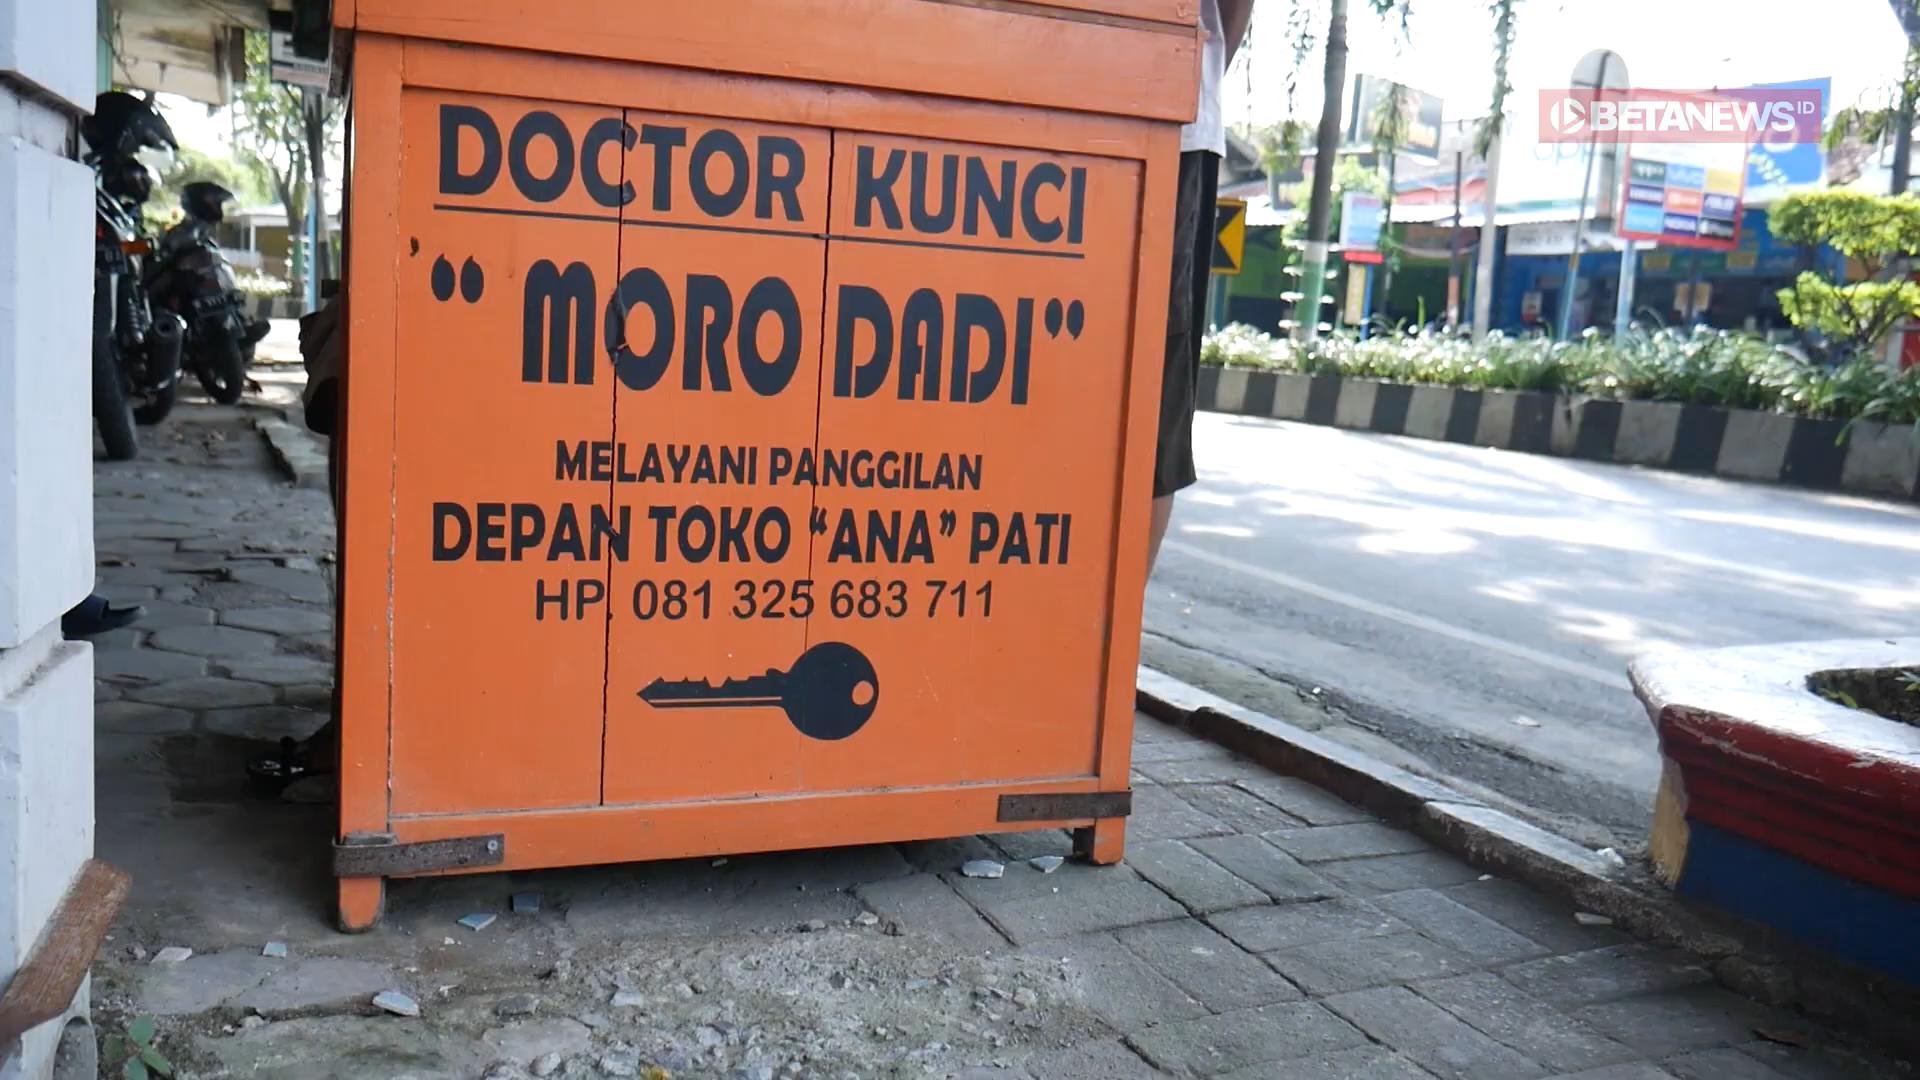 DOCTOR KUNCI
“ MORO DADI”
MELAYANI PANGGILAN
DEPAN TOKO “ANA” PATI
HP 081 325 683 711
BETANEWS ID